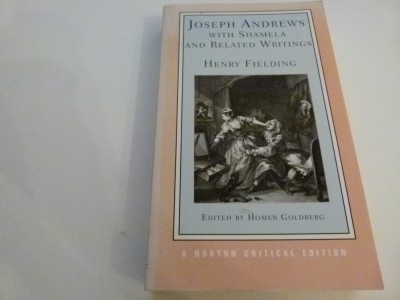 JOSEPH ANDREWS
WITH SHAMELA
AND RELATED WRITINGS
HENRY FIELDING
EDITED BY HOMER GOLDBERG
A NORTON CRITICAL EDITION